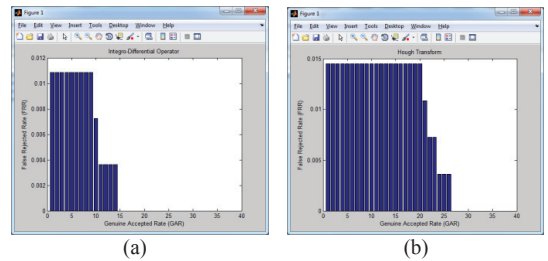 Figure 1
File Edit View Insert Tools Desktop Window Help
Integro-Differential Operator
0.012
0.01
0.008
0.006
0.004
0.002
0
False Rejected Rate (FRR)
0 5 10 15 20 25 30 35 40
Genuine Accepted Rate (GAR)
(a)
Figure 1
File Edit View Insert Tools Desktop Window Help
Hough Transform
0.015
0.01
0.005
0
False Rejected Rate (FRR)
0 5 10 15 20 25 30 35 40
Genuine Accepted Rate (GAR)
(b)